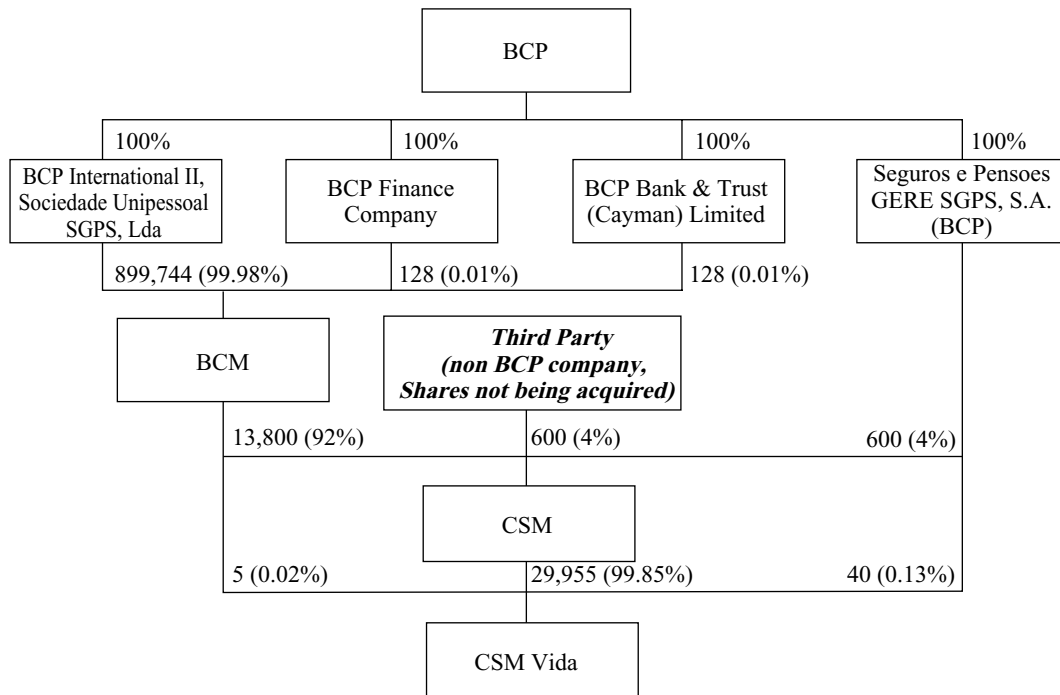 BCP
100%
100%
100%
100%
BCP International II,
Sociedade Unipessoal
SGPS, Lda
BCP Finance
Company
BCP Bank & Trust
(Cayman) Limited
Seguros e Pensoes
GERE SGPS, S.A.
(BCP)
899,744 (99.98%)
128 (0.01%)
128 (0.01%)
BCM
Third Party
(non BCP company,
Shares not being acquired)
13,800 (92%)
600 (4%)
600 (4%)
CSM
5 (0.02%)
29,955 (99.85%)
40 (0.13%)
CSM Vida